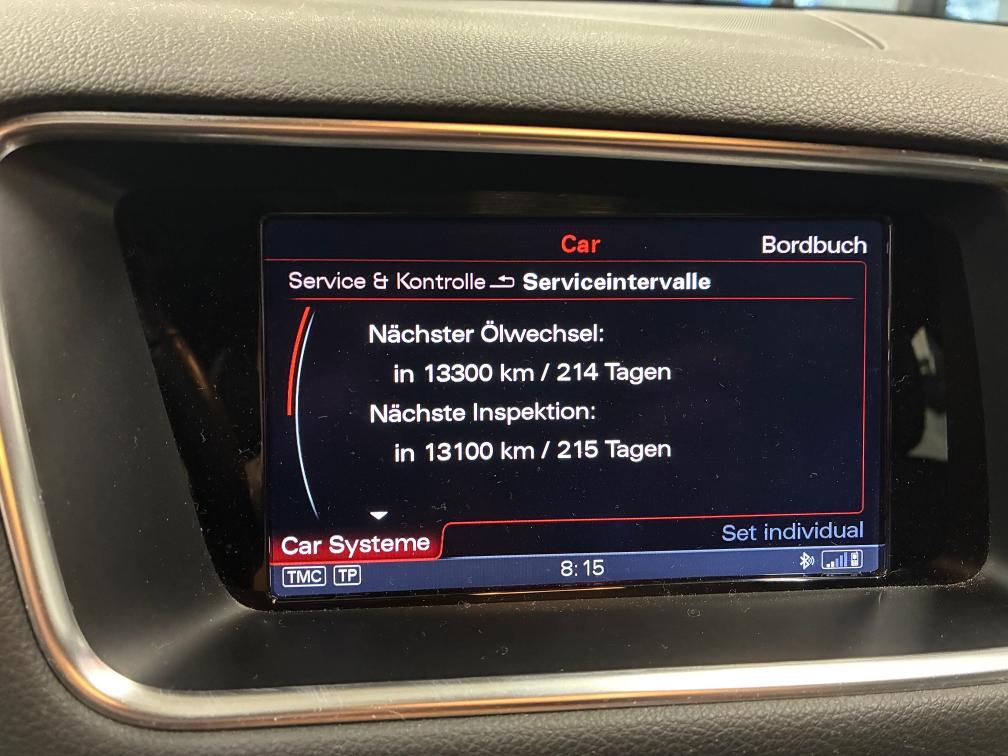 Car
Bordbuch
Service & Kontrolle Serviceintervalle
Nächster Ölwechsel:
in 13300 km / 214 Tagen
Nächste Inspektion:
in 13100 km / 215 Tagen
Set individual
Car Systeme
TMC TP 8:15